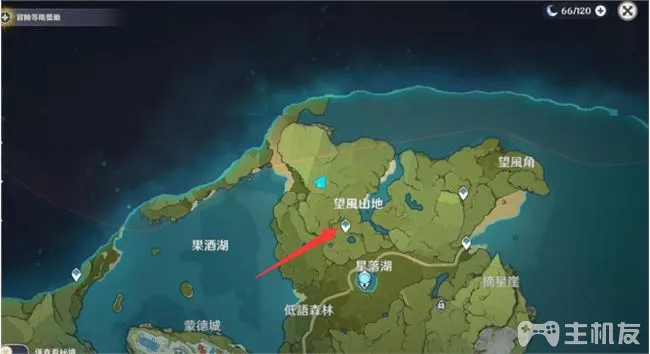 冒險等階獎勵
66/120
望風角
望風山地
果酒湖
星落湖
摘星崖
低語森林
蒙德城
主机友